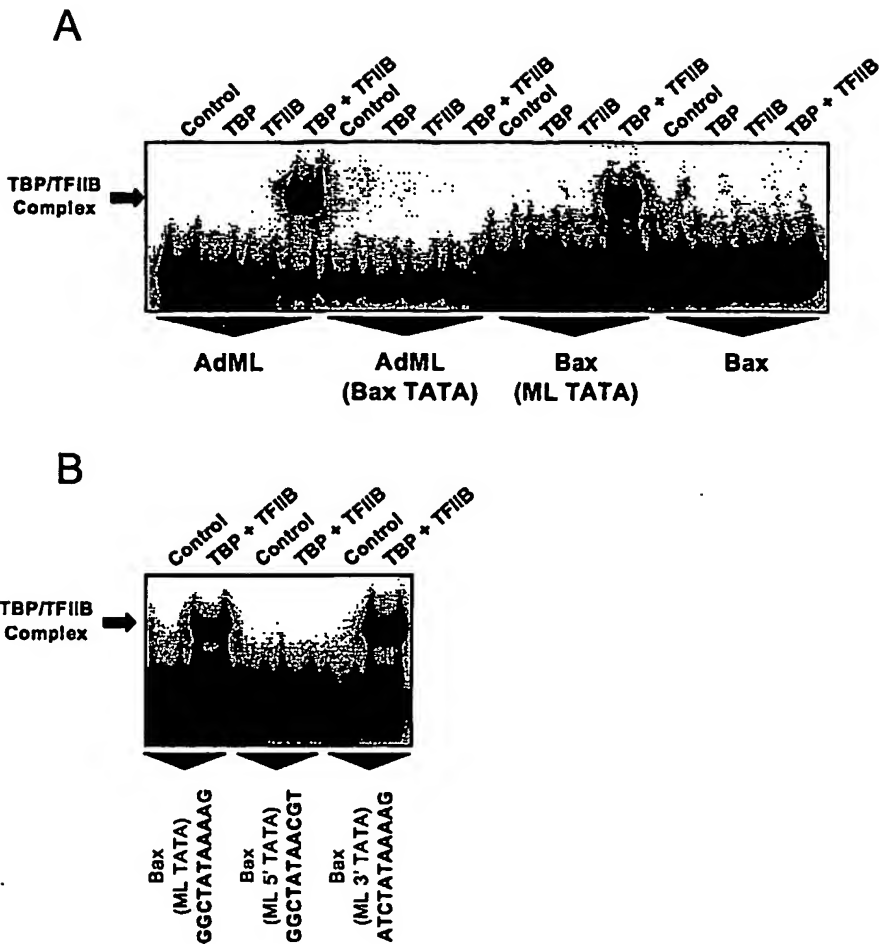 A
Control TBP TFIIB TBP + TFIIB Control TBP TFIIB TBP + TFIIB Control TBP TFIIB TBP + TFIIB Control TBP TFIIB TBP + TFIIB
TBP/TFIIB
Complex
AdML
AdML
(Bax TATA)
Bax
(ML TATA)
Bax
B
Control TBP + TFIIB Control TBP + TFIIB Control TBP + TFIIB
TBP/TFIIB
Complex
Bax
(ML TATA)
GGCTATAAAAG
Bax
(ML 5' TATA)
GGCTATAACGT
Bax
(ML 3' TATA)
ATCTATAAAAG